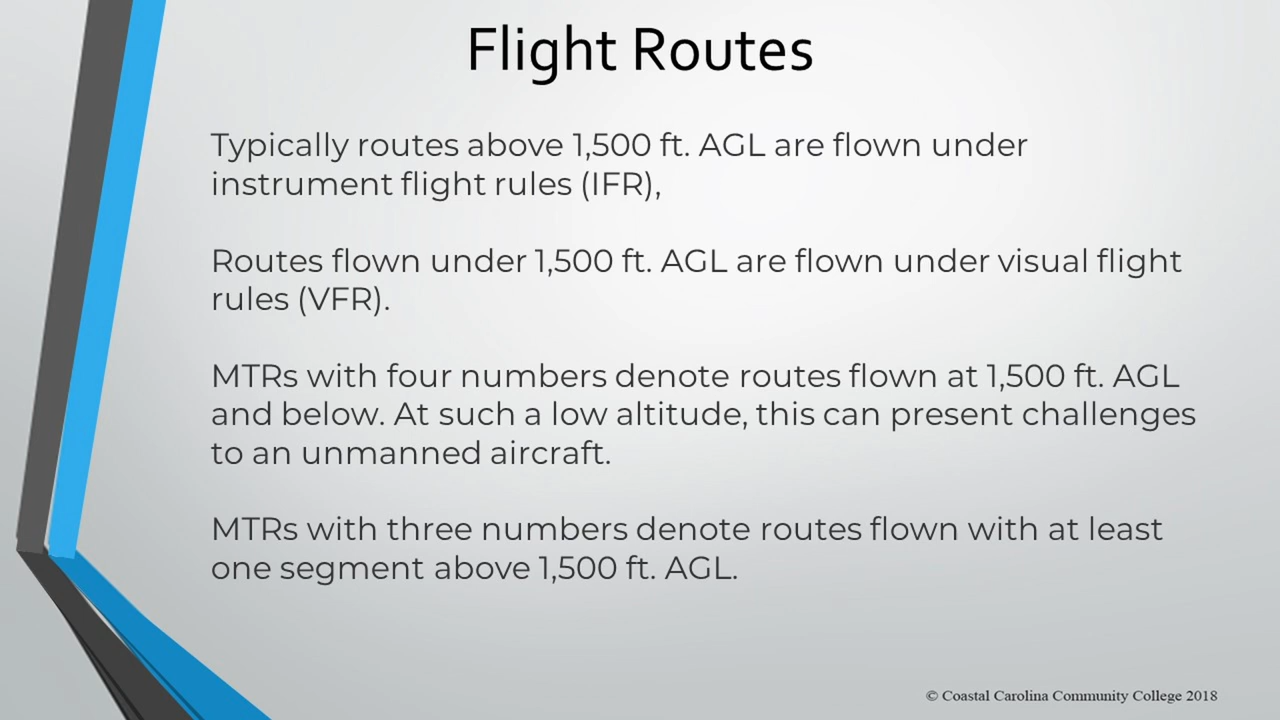 Flight Routes
Typically routes above 1,500 ft. AGL are flown under
instrument flight rules (IFR),
Routes flown under 1,500 ft. AGL are flown under visual flight
rules (VFR).
MTRs with four numbers denote routes flown at 1,500 ft. AGL
and below. At such a low altitude, this can present challenges
to an unmanned aircraft.
MTRs with three numbers denote routes flown with at least
one segment above 1,500 ft. AGL.
© Coastal Carolina Community College 2018